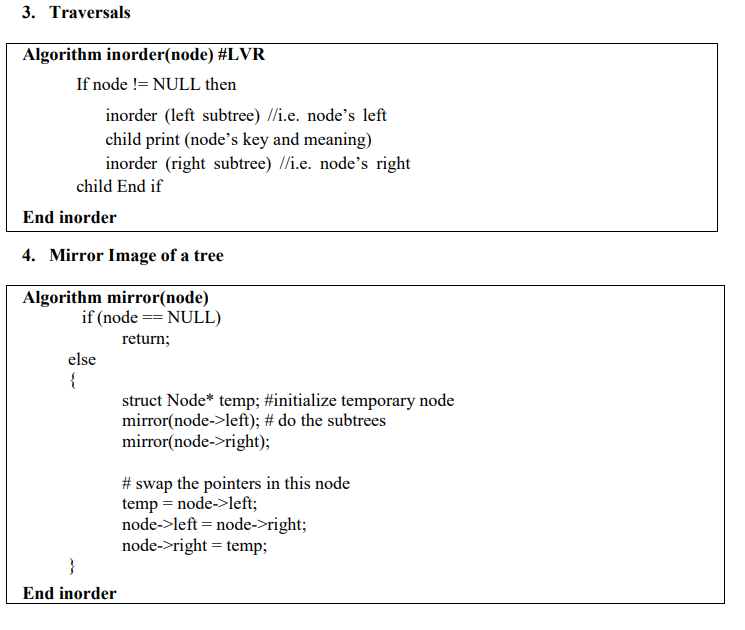 3. Traversals
Algorithm inorder(node) #LVR
If node != NULL then
inorder (left subtree) //i.e. node’s left
child print (node’s key and meaning)
inorder (right subtree) //i.e. node’s right
child End if
End inorder
4. Mirror Image of a tree
Algorithm mirror(node)
if (node == NULL)
return;
else
{
struct Node* temp; #initialize temporary node
mirror(node->left); # do the subtrees
mirror(node->right);
# swap the pointers in this node
temp = node->left;
node->left = node->right;
node->right = temp;
}
End inorder